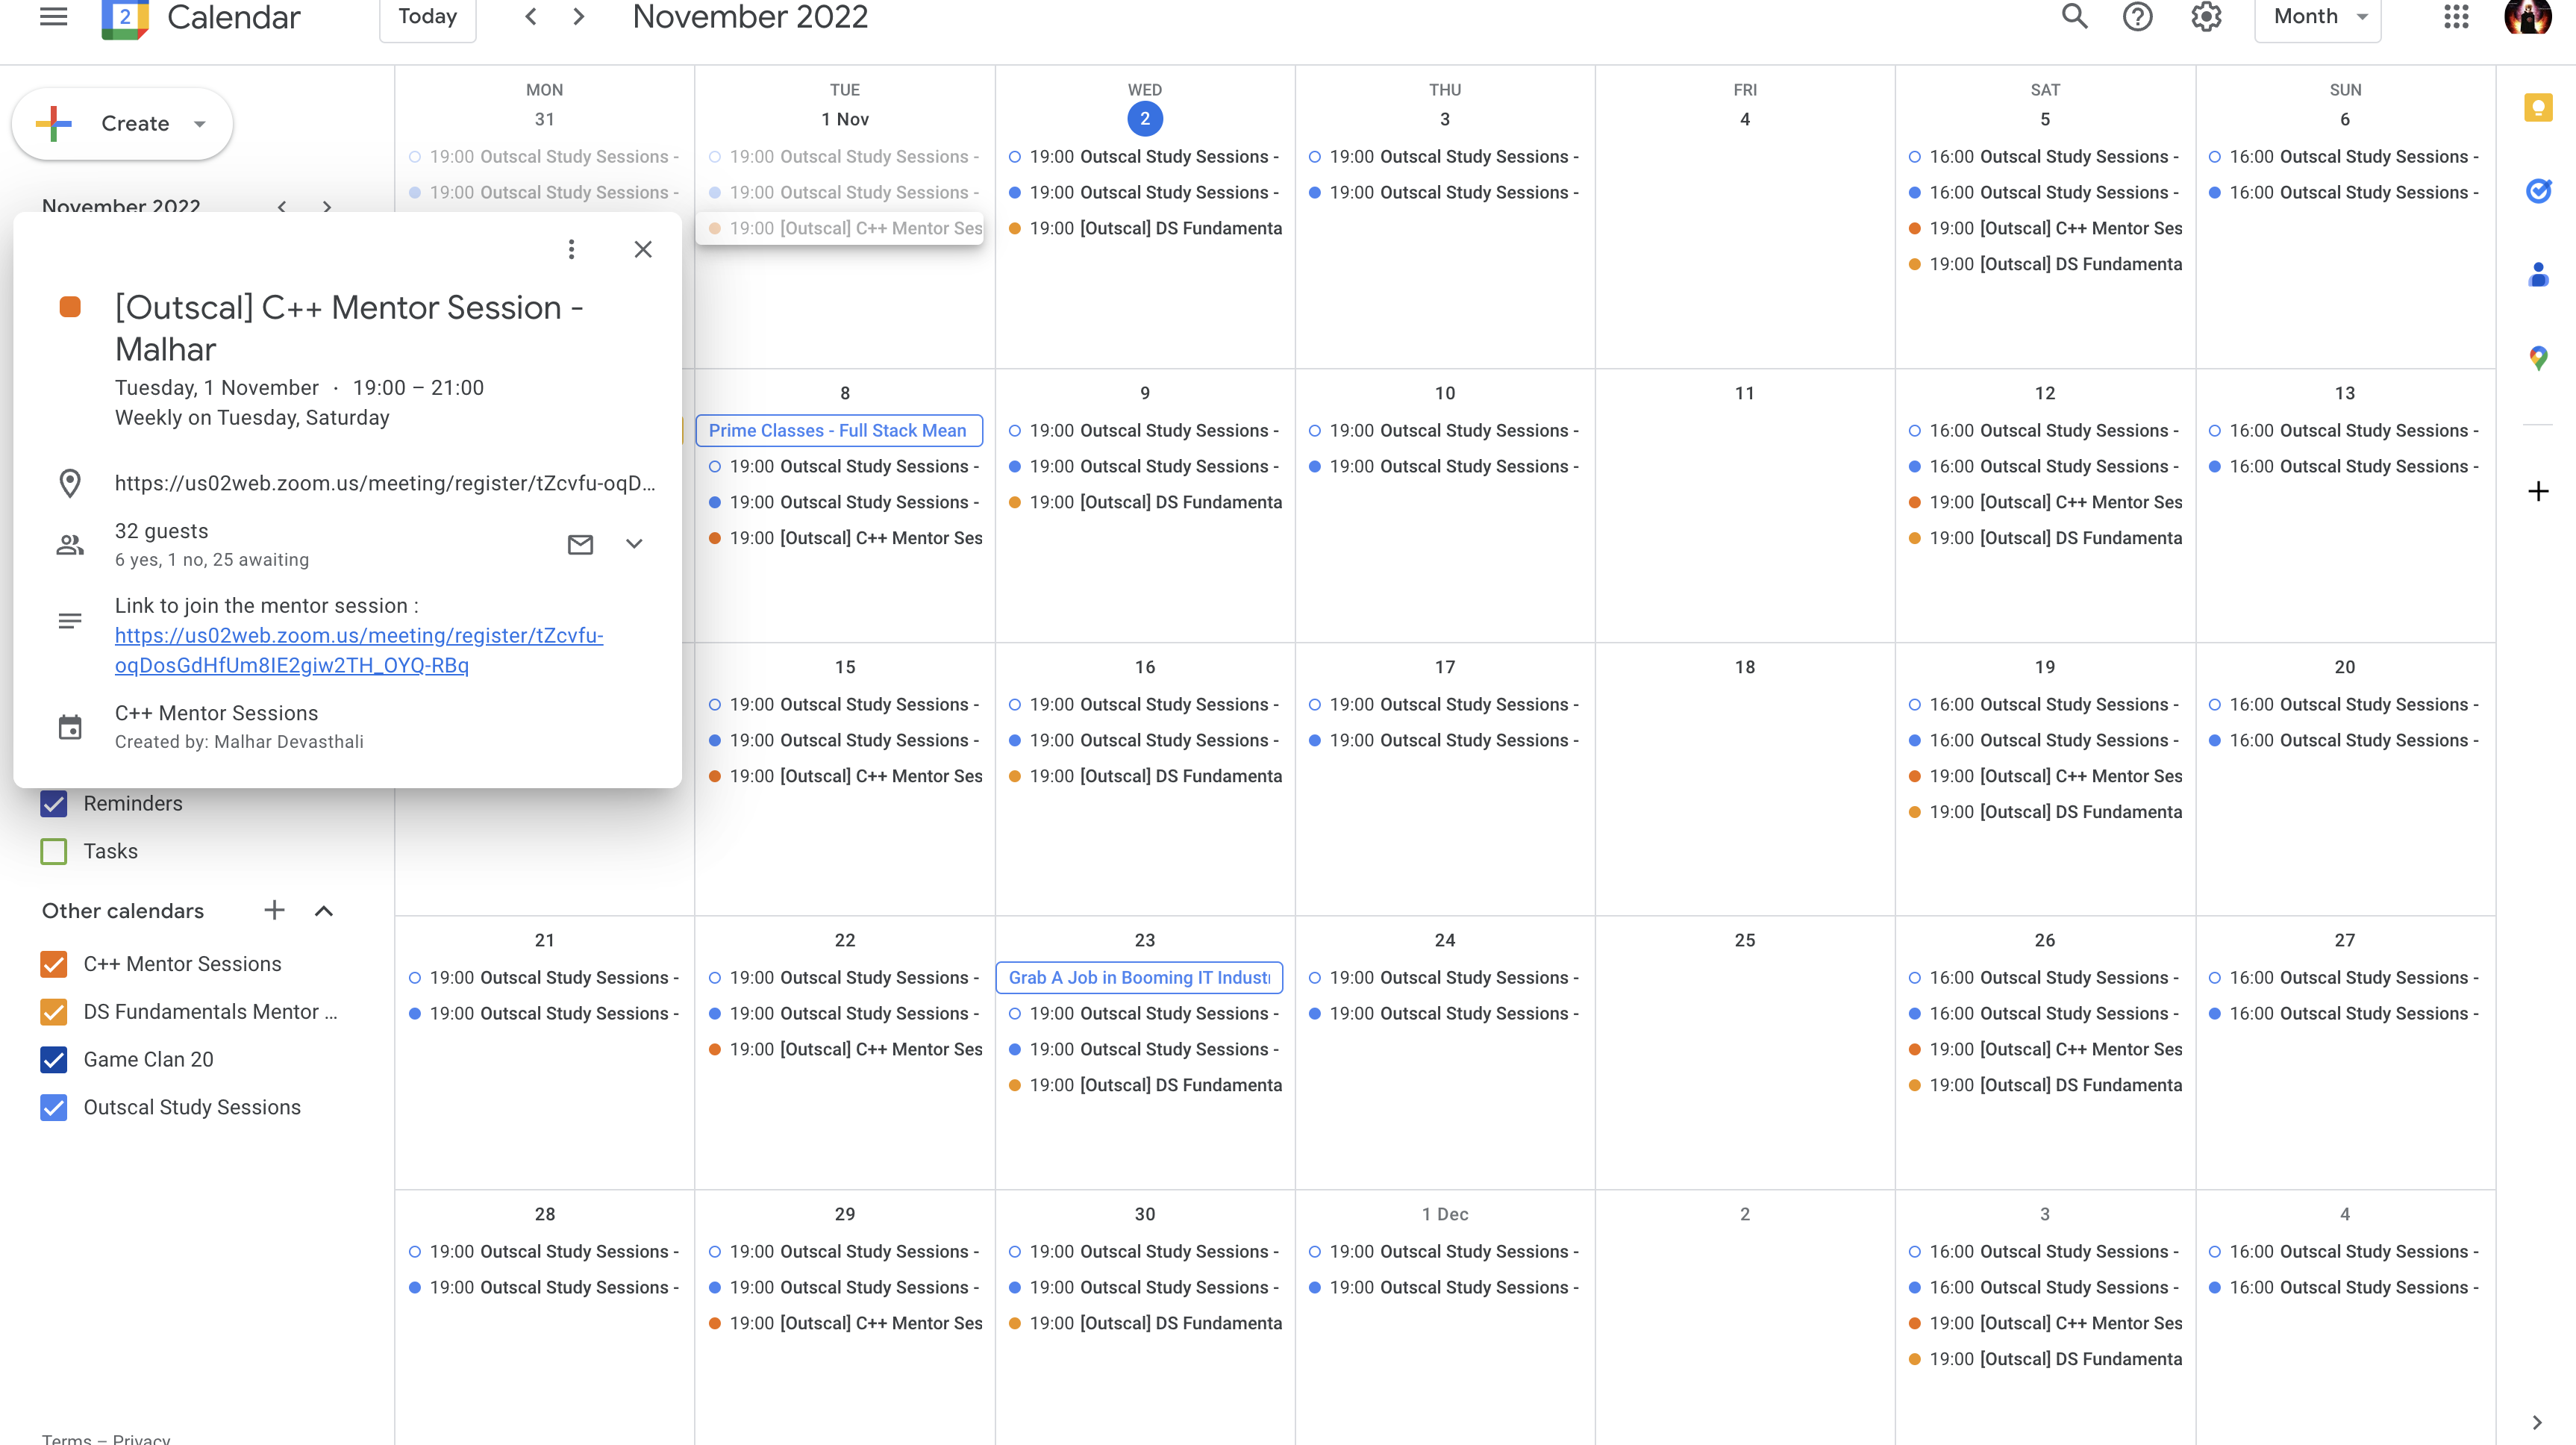 2 Calendar Today November 2022 Month
Create
November 2022
MON TUE WED THU FRI SAT SUN
31 1 Nov 2 3 4 5 6
19:00 Outscal Study Sessions -
19:00 Outscal Study Sessions -
19:00 Outscal Study Sessions -
19:00 Outscal Study Sessions -
19:00 [Outscal] C++ Mentor Ses
19:00 Outscal Study Sessions -
19:00 Outscal Study Sessions -
19:00 [Outscal] DS Fundamenta
19:00 Outscal Study Sessions -
19:00 Outscal Study Sessions -
16:00 Outscal Study Sessions -
16:00 Outscal Study Sessions -
19:00 [Outscal] C++ Mentor Ses
19:00 [Outscal] DS Fundamenta
16:00 Outscal Study Sessions -
16:00 Outscal Study Sessions -
[Outscal] C++ Mentor Session -
Malhar
Tuesday, 1 November · 19:00 – 21:00
Weekly on Tuesday, Saturday
https://us02web.zoom.us/meeting/register/tZcvfu-oqD...
32 guests
6 yes, 1 no, 25 awaiting
Link to join the mentor session :
https://us02web.zoom.us/meeting/register/tZcvfu-
oqDosGdHfUm8IE2giw2TH_OYQ-RBq
C++ Mentor Sessions
Created by: Malhar Devasthali
Reminders
Tasks
Other calendars
C++ Mentor Sessions
DS Fundamentals Mentor ...
Game Clan 20
Outscal Study Sessions
Terms – Privacy
8 9 10 11 12 13
Prime Classes - Full Stack Mean
19:00 Outscal Study Sessions -
19:00 Outscal Study Sessions -
19:00 [Outscal] C++ Mentor Ses
19:00 Outscal Study Sessions -
19:00 Outscal Study Sessions -
19:00 [Outscal] DS Fundamenta
19:00 Outscal Study Sessions -
19:00 Outscal Study Sessions -
16:00 Outscal Study Sessions -
16:00 Outscal Study Sessions -
19:00 [Outscal] C++ Mentor Ses
19:00 [Outscal] DS Fundamenta
16:00 Outscal Study Sessions -
16:00 Outscal Study Sessions -
15 16 17 18 19 20
19:00 Outscal Study Sessions -
19:00 Outscal Study Sessions -
19:00 [Outscal] C++ Mentor Ses
19:00 Outscal Study Sessions -
19:00 Outscal Study Sessions -
19:00 [Outscal] DS Fundamenta
19:00 Outscal Study Sessions -
19:00 Outscal Study Sessions -
16:00 Outscal Study Sessions -
16:00 Outscal Study Sessions -
19:00 [Outscal] C++ Mentor Ses
19:00 [Outscal] DS Fundamenta
16:00 Outscal Study Sessions -
16:00 Outscal Study Sessions -
21 22 23 24 25 26 27
19:00 Outscal Study Sessions -
19:00 Outscal Study Sessions -
19:00 Outscal Study Sessions -
19:00 Outscal Study Sessions -
19:00 [Outscal] C++ Mentor Ses
Grab A Job in Booming IT Industr
19:00 Outscal Study Sessions -
19:00 Outscal Study Sessions -
19:00 [Outscal] DS Fundamenta
19:00 Outscal Study Sessions -
19:00 Outscal Study Sessions -
16:00 Outscal Study Sessions -
16:00 Outscal Study Sessions -
19:00 [Outscal] C++ Mentor Ses
19:00 [Outscal] DS Fundamenta
16:00 Outscal Study Sessions -
16:00 Outscal Study Sessions -
28 29 30 1 Dec 2 3 4
19:00 Outscal Study Sessions -
19:00 Outscal Study Sessions -
19:00 Outscal Study Sessions -
19:00 Outscal Study Sessions -
19:00 [Outscal] C++ Mentor Ses
19:00 Outscal Study Sessions -
19:00 Outscal Study Sessions -
19:00 [Outscal] DS Fundamenta
19:00 Outscal Study Sessions -
19:00 Outscal Study Sessions -
16:00 Outscal Study Sessions -
16:00 Outscal Study Sessions -
19:00 [Outscal] C++ Mentor Ses
19:00 [Outscal] DS Fundamenta
16:00 Outscal Study Sessions -
16:00 Outscal Study Sessions -